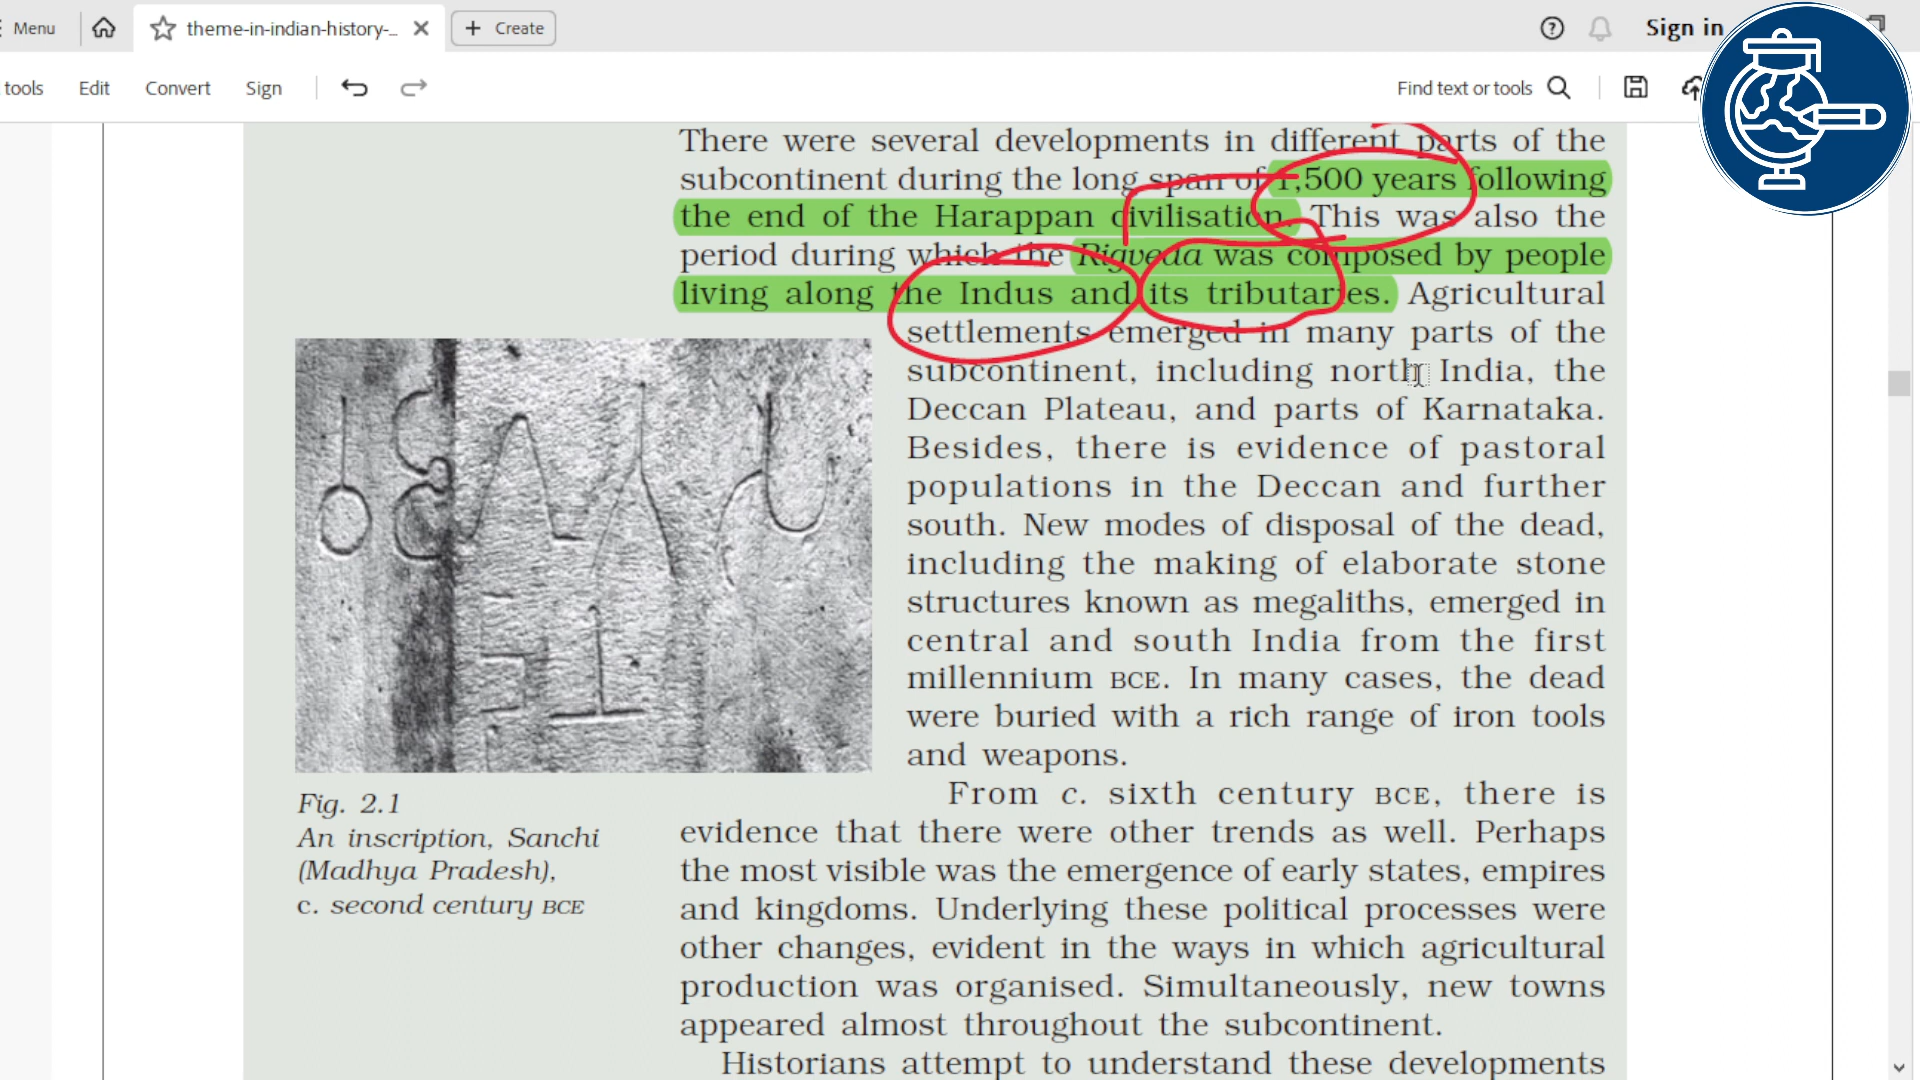 Menu
theme-in-indian-history-_
Create
Sign in
tools
Edit
Convert
Sign
Find text or tools
There were several developments in different parts of the
subcontinent during the long span of 1,500 years following
the end of the Harappan civilisation. This was also the
period during which the Rigveda was composed by people
living along the Indus and its tributaries. Agricultural
settlements emerged in many parts of the
subcontinent, including north India, the
Deccan Plateau, and parts of Karnataka.
Besides, there is evidence of pastoral
populations in the Deccan and further
south. New modes of disposal of the dead,
including the making of elaborate stone
structures known as megaliths, emerged in
central and south India from the first
millennium BCE. In many cases, the dead
were buried with a rich range of iron tools
and weapons.
Fig. 2.1
An inscription, Sanchi
(Madhya Pradesh),
c. second century BCE
From c. sixth century BCE, there is
evidence that there were other trends as well. Perhaps
the most visible was the emergence of early states, empires
and kingdoms. Underlying these political processes were
other changes, evident in the ways in which agricultural
production was organised. Simultaneously, new towns
appeared almost throughout the subcontinent.
Historians attempt to understand these developments